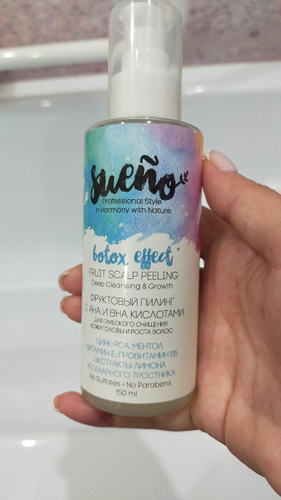 sueño
Professional Style
in Harmony with Nature
botox effect
FRUIT SCALP PEELING
Deep Cleansing & Growth
ФРУКТОВЫЙ ПИЛИНГ
С AHA И BHA КИСЛОТАМИ
ДЛЯ ГЛУБОКОГО ОЧИЩЕНИЯ
КОЖИ ГОЛОВЫ И РОСТА ВОЛОС
ЦИНК-PCA, МЕНТОЛ
ВИТАМИН Е, ПРОВИТАМИН В5
ЭКСТРАКТЫ ЛИМОНА
И САХАРНОГО ТРОСТНИКА
No Sulfates • No Parabens
150 ml